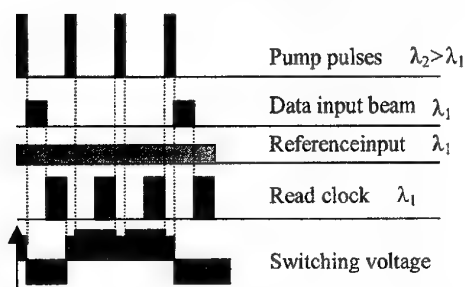 Pump pulses λ₂>λ₁
Data input beam λ₁
Referenceinput λ₁
Read clock λ₁
Switching voltage